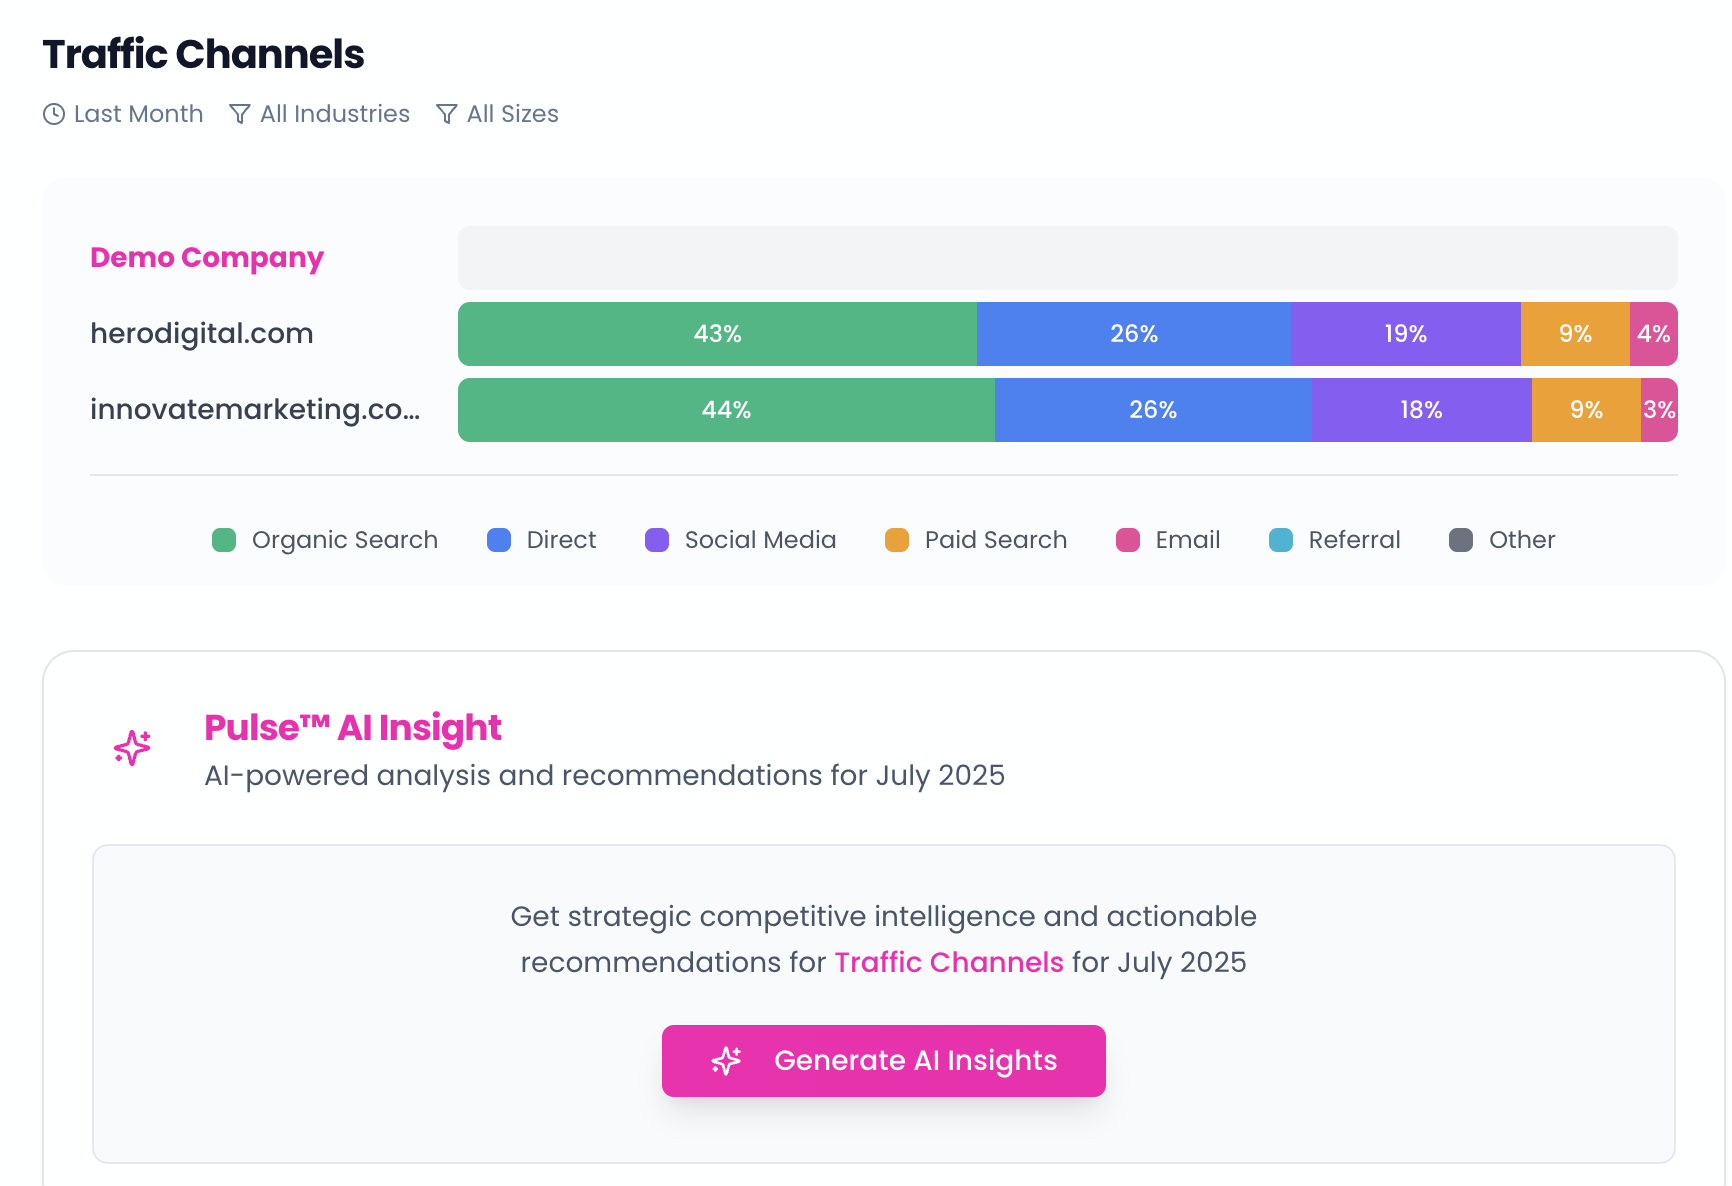 Traffic Channels
Last Month All Industries All Sizes
Demo Company
herodigital.com 43% 26% 19% 9% 4%
innovatemarketing.co... 44% 26% 18% 9% 3%
Organic Search Direct Social Media Paid Search Email Referral Other
Pulse™ AI Insight
AI-powered analysis and recommendations for July 2025
Get strategic competitive intelligence and actionable
recommendations for Traffic Channels for July 2025
Generate AI Insights